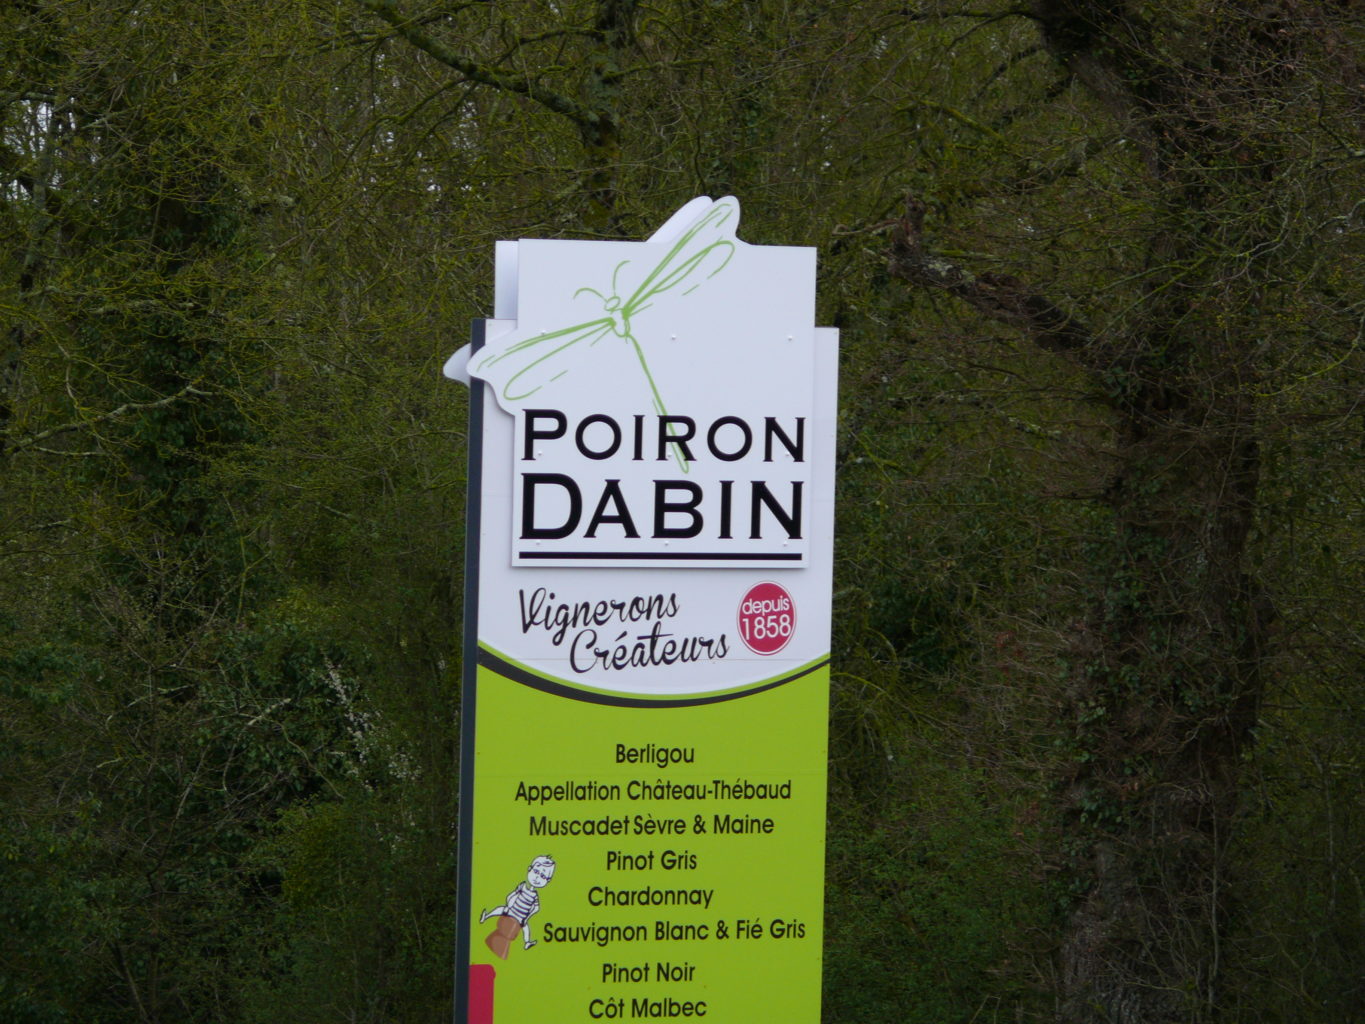 POIRON
DABIN
Vignerons
Créateurs
depuis
1858
Berligou
Appellation Château-Thébaud
Muscadet Sèvre & Maine
Pinot Gris
Chardonnay
Sauvignon Blanc & Fié Gris
Pinot Noir
Côt Malbec